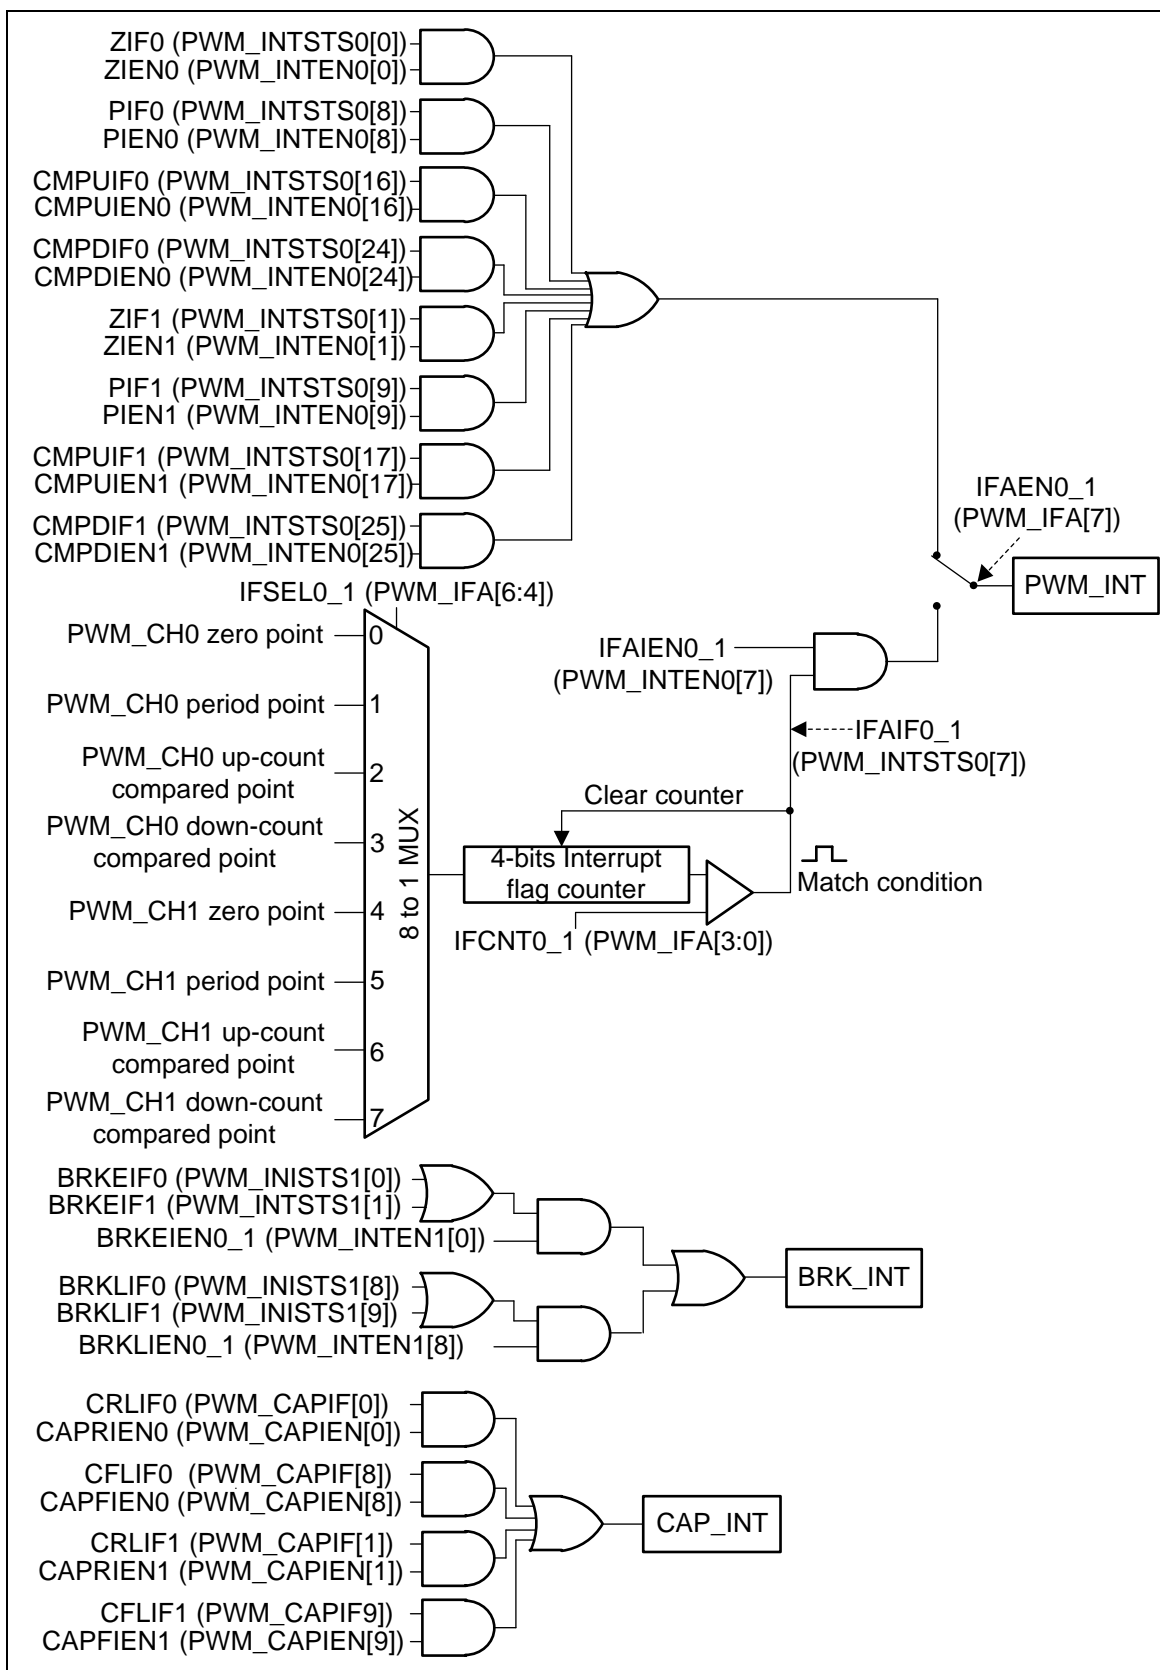 ZIF0 (PWM_INTSTS0[0])
ZIEN0 (PWM_INTEN0[0])
PIF0 (PWM_INTSTS0[8])
PIEN0 (PWM_INTEN0[8])
CMPUIF0 (PWM_INTSTS0[16])
CMPUIEN0 (PWM_INTEN0[16])
CMPDIF0 (PWM_INTSTS0[24])
CMPDIEN0 (PWM_INTEN0[24])
ZIF1 (PWM_INTSTS0[1])
ZIEN1 (PWM_INTEN0[1])
PIF1 (PWM_INTSTS0[9])
PIEN1 (PWM_INTEN0[9])
CMPUIF1 (PWM_INTSTS0[17])
CMPUIEN1 (PWM_INTEN0[17])
CMPDIF1 (PWM_INTSTS0[25])
CMPDIEN1 (PWM_INTEN0[25])
IFAEN0_1
(PWM_IFA[7])
PWM_INT
IFSEL0_1 (PWM_IFA[6:4])
PWM_CH0 zero point
0
PWM_CH0 period point
1
PWM_CH0 up-count
compared point
2
PWM_CH0 down-count
compared point
3
PWM_CH1 zero point
4
PWM_CH1 period point
5
PWM_CH1 up-count
compared point
6
PWM_CH1 down-count
compared point
7
8 to 1 MUX
IFAIEN0_1
(PWM_INTEN0[7])
IFAIF0_1
(PWM_INTSTS0[7])
Clear counter
4-bits Interrupt
flag counter
Match condition
IFCNT0_1 (PWM_IFA[3:0])
BRKEIF0 (PWM_INISTS1[0])
BRKEIF1 (PWM_INTSTS1[1])
BRKEIEN0_1 (PWM_INTEN1[0])
BRKLIF0 (PWM_INISTS1[8])
BRKLIF1 (PWM_INISTS1[9])
BRKLIEN0_1 (PWM_INTEN1[8])
BRK_INT
CRLIF0 (PWM_CAPIF[0])
CAPRIEN0 (PWM_CAPIEN[0])
CFLIF0 (PWM_CAPIF[8])
CAPFIEN0 (PWM_CAPIEN[8])
CRLIF1 (PWM_CAPIF[1])
CAPRIEN1 (PWM_CAPIEN[1])
CFLIF1 (PWM_CAPIF9])
CAPFIEN1 (PWM_CAPIEN[9])
CAP_INT